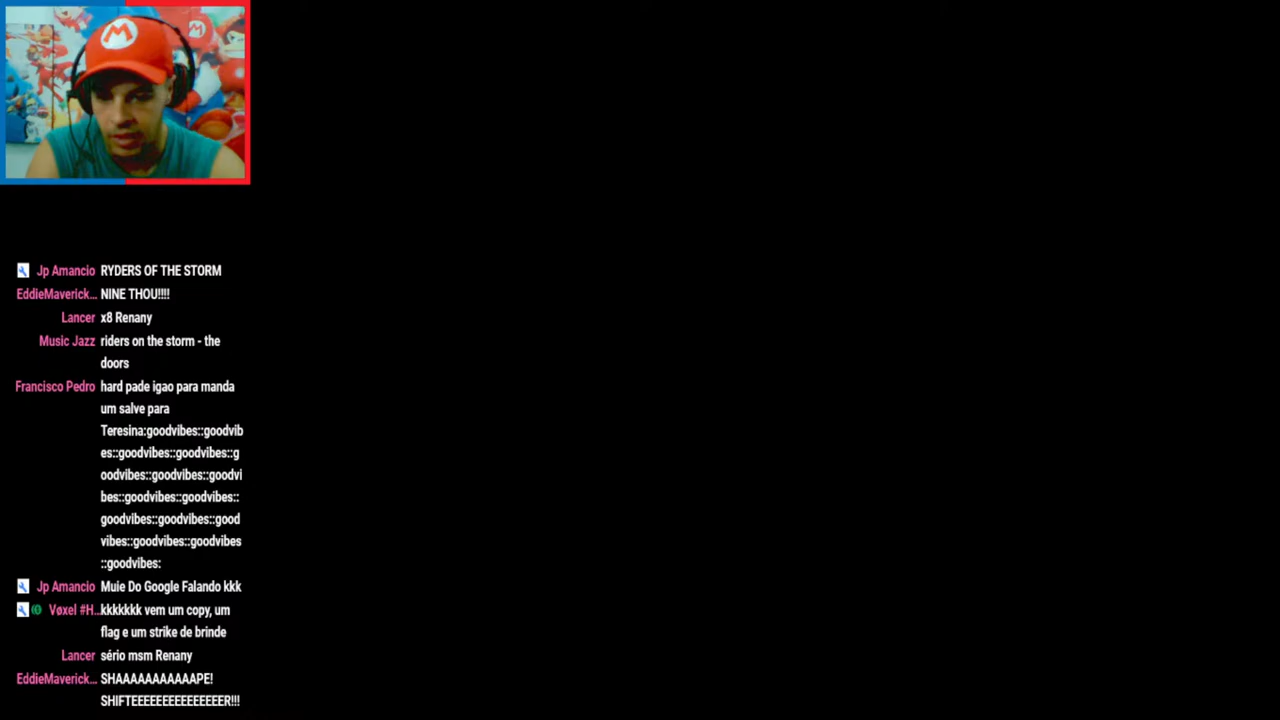 M
Jp Amancio RYDERS OF THE STORM
EddieMaverick... NINE THOU!!!!
Lancer x8 Renany
Music Jazz riders on the storm - the
doors
Francisco Pedro hard pade igao para manda
um salve para
Teresina:goodvibes::goodvib
es::goodvibes::goodvibes::g
oodvibes::goodvibes::goodvi
bes::goodvibes::goodvibes::
goodvibes::goodvibes::good
vibes::goodvibes::goodvibes
::goodvibes:
Jp Amancio Muie Do Google Falando kkk
Vøxel #H... kkkkkkk vem um copy, um
flag e um strike de brinde
Lancer sério msm Renany
EddieMaverick... SHAAAAAAAAAAAPE!
SHIFTEEEEEEEEEEEEEEER!!!